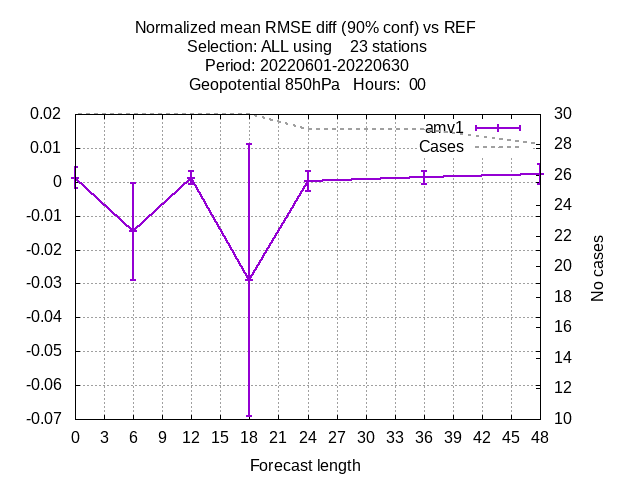 Normalized mean RMSE diff (90% conf) vs REF
Selection: ALL using    23 stations
Period: 20220601-20220630
Geopotential 850hPa   Hours:  00
0.02
0.01
0
-0.01
-0.02
-0.03
-0.04
-0.05
-0.06
-0.07
amv1
Cases
30
28
26
24
22
20
18
16
14
12
10
No cases
0 3 6 9 12 15 18 21 24 27 30 33 36 39 42 45 48
Forecast length